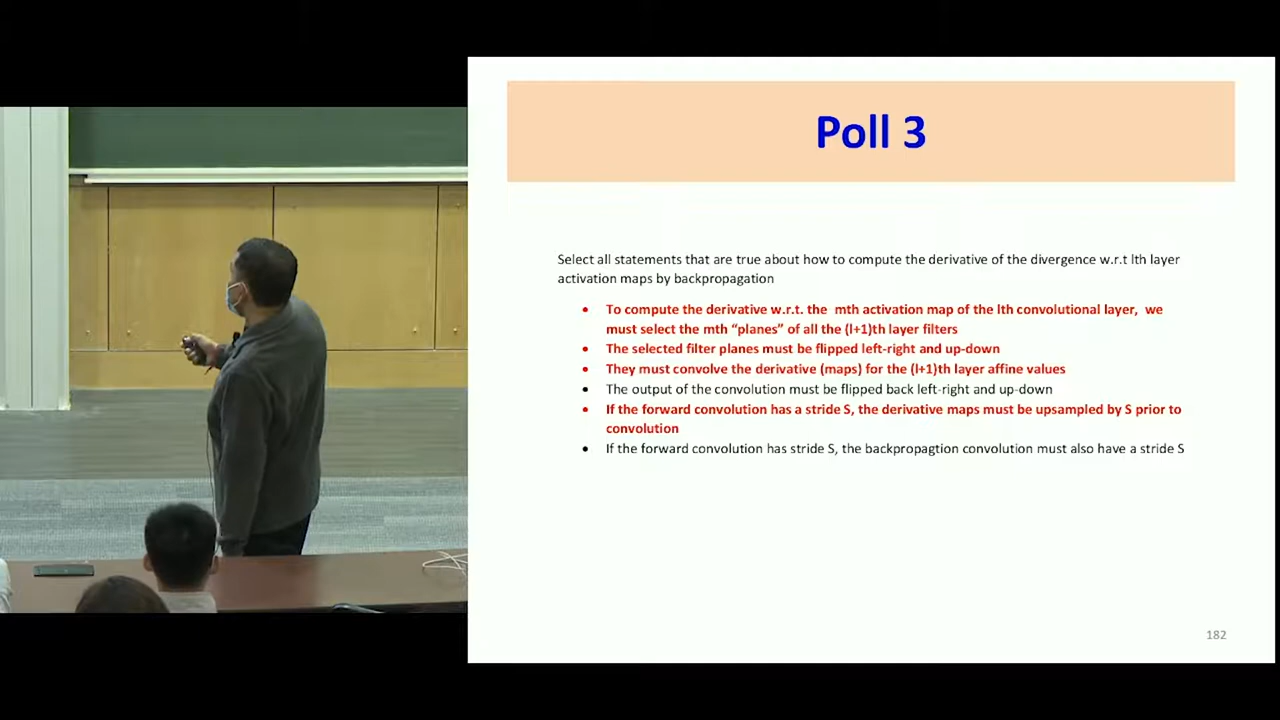 Poll 3
Select all statements that are true about how to compute the derivative of the divergence w.r.t lth layer
activation maps by backpropagation
• To compute the derivative w.r.t. the mth activation map of the lth convolutional layer, we
must select the mth “planes” of all the (l+1)th layer filters
• The selected filter planes must be flipped left-right and up-down
• They must convolve the derivative (maps) for the (l+1)th layer affine values
• The output of the convolution must be flipped back left-right and up-down
• If the forward convolution has a stride S, the derivative maps must be upsampled by S prior to
convolution
• If the forward convolution has stride S, the backpropagtion convolution must also have a stride S
182